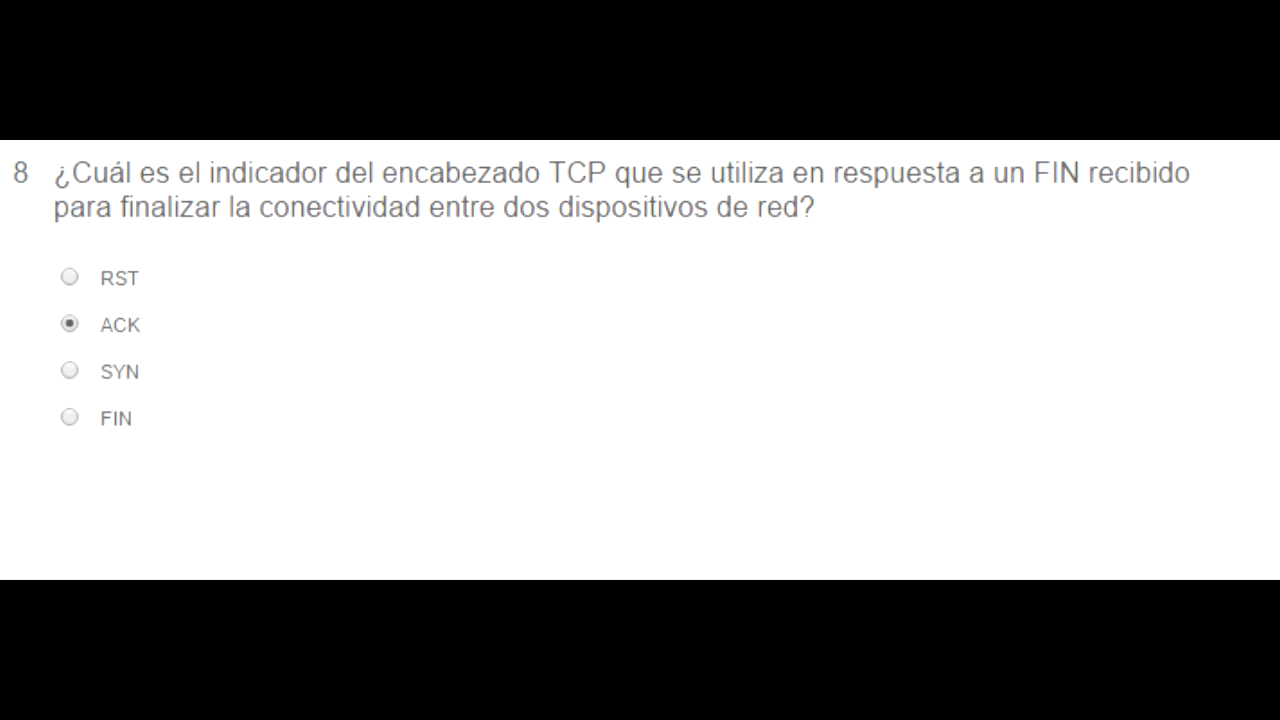 8 ¿Cuál es el indicador del encabezado TCP que se utiliza en respuesta a un FIN recibido
para finalizar la conectividad entre dos dispositivos de red?
RST
ACK
SYN
FIN